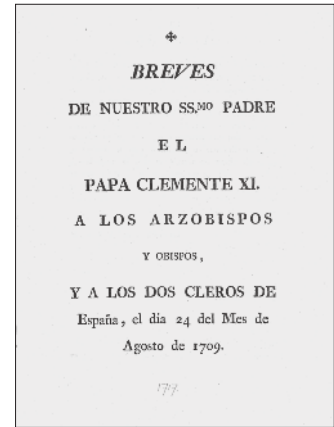 ✠
BREVES
DE NUESTRO SS.MO PADRE
EL
PAPA CLEMENTE XI.
A LOS ARZOBISPOS
Y OBISPOS,
Y A LOS DOS CLEROS DE
España, el dia 24 del Mes de
Agosto de 1709.